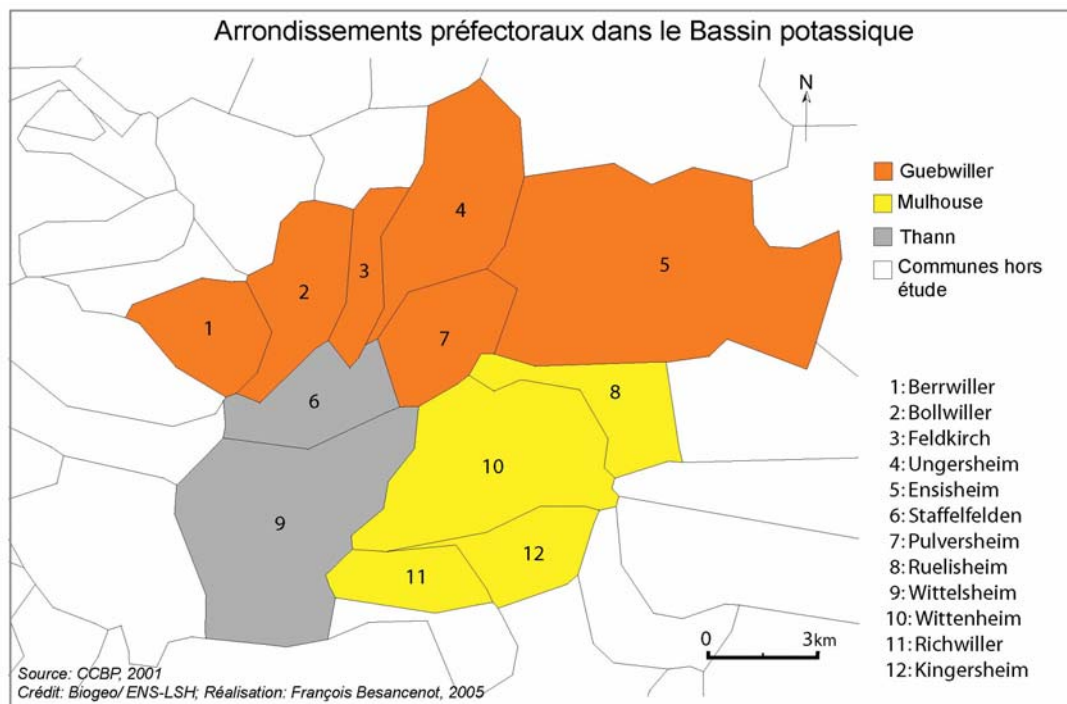 Arrondissements préfectoraux dans le Bassin potassique
N
Guebwiller
Mulhouse
Thann
Communes hors
étude
4
5
3
2
1
7
6
8
10
9
12
11
1: Berrwiller
2: Bollwiller
3: Feldkirch
4: Ungersheim
5: Ensisheim
6: Staffelfelden
7: Pulversheim
8: Ruelisheim
9: Wittelsheim
10: Wittenheim
11: Richwiller
12: Kingersheim
0 3km
Source: CCBP, 2001
Crédit: Biogeo/ ENS-LSH; Réalisation: François Besancenot, 2005